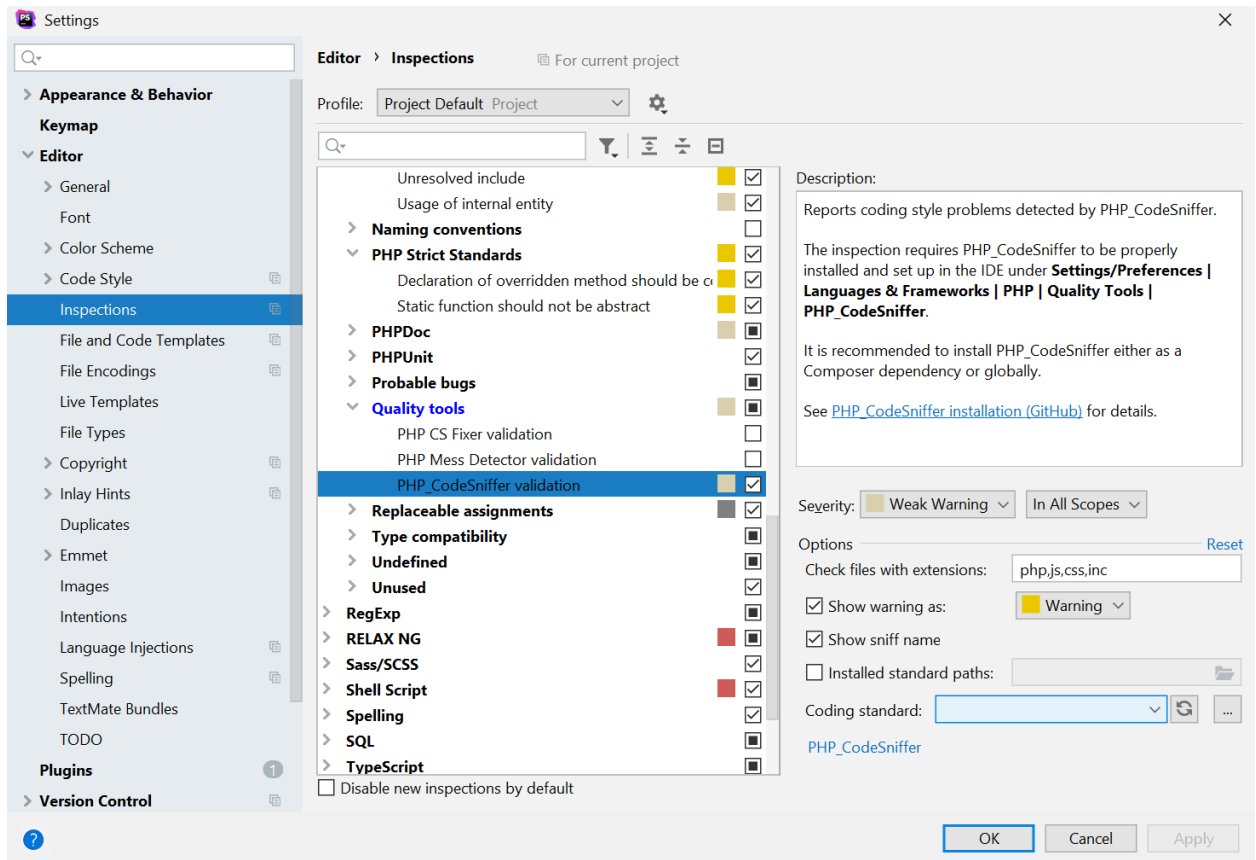 PS Settings
Editor › Inspections For current project
Appearance & Behavior
Keymap
Editor
General
Font
Color Scheme
Code Style
Inspections
File and Code Templates
File Encodings
Live Templates
File Types
Copyright
Inlay Hints
Duplicates
Emmet
Images
Intentions
Language Injections
Spelling
TextMate Bundles
TODO
Plugins 1
Version Control
Profile: Project Default Project
Unresolved include
Usage of internal entity
Naming conventions
PHP Strict Standards
Declaration of overridden method should be c
Static function should not be abstract
PHPDoc
PHPUnit
Probable bugs
Quality tools
PHP CS Fixer validation
PHP Mess Detector validation
PHP_CodeSniffer validation
Replaceable assignments
Type compatibility
Undefined
Unused
RegExp
RELAX NG
Sass/SCSS
Shell Script
Spelling
SQL
TypeScript
Disable new inspections by default
Description:
Reports coding style problems detected by PHP_CodeSniffer.
The inspection requires PHP_CodeSniffer to be properly
installed and set up in the IDE under Settings/Preferences |
Languages & Frameworks | PHP | Quality Tools |
PHP_CodeSniffer.
It is recommended to install PHP_CodeSniffer either as a
Composer dependency or globally.
See PHP_CodeSniffer installation (GitHub) for details.
Severity: Weak Warning In All Scopes
Options Reset
Check files with extensions: php,js,css,inc
Show warning as: Warning
Show sniff name
Installed standard paths:
Coding standard: ...
PHP_CodeSniffer
? OK Cancel Apply